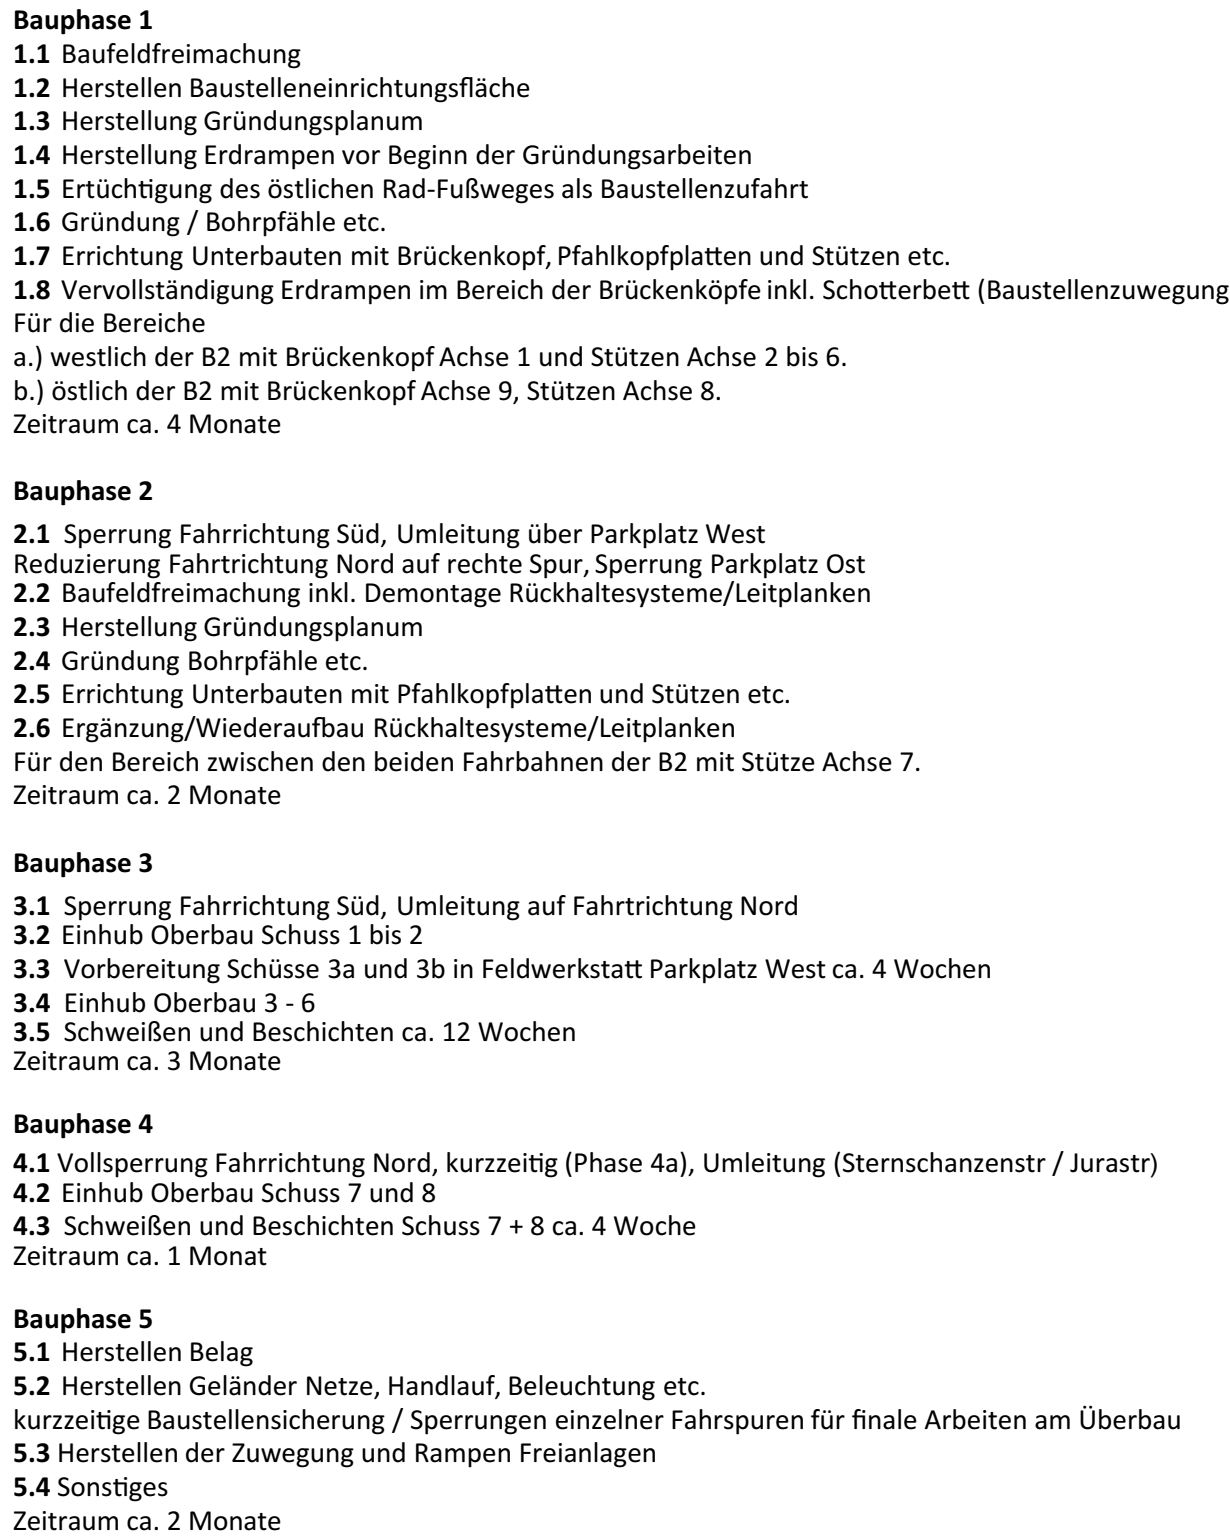 Bauphase 1
1.1 Baufeldfreimachung
1.2 Herstellen Baustelleneinrichtungsfläche
1.3 Herstellung Gründungsplanum
1.4 Herstellung Erdrampen vor Beginn der Gründungsarbeiten
1.5 Ertüchtigung des östlichen Rad-Fußweges als Baustellenzufahrt
1.6 Gründung / Bohrpfähle etc.
1.7 Errichtung Unterbauten mit Brückenkopf, Pfahlkopfplatten und Stützen etc.
1.8 Vervollständigung Erdrampen im Bereich der Brückenköpfe inkl. Schotterbett (Baustellenzuwegung
Für die Bereiche
a.) westlich der B2 mit Brückenkopf Achse 1 und Stützen Achse 2 bis 6.
b.) östlich der B2 mit Brückenkopf Achse 9, Stützen Achse 8.
Zeitraum ca. 4 Monate
Bauphase 2
2.1 Sperrung Fahrrichtung Süd, Umleitung über Parkplatz West
Reduzierung Fahrtrichtung Nord auf rechte Spur, Sperrung Parkplatz Ost
2.2 Baufeldfreimachung inkl. Demontage Rückhaltesysteme/Leitplanken
2.3 Herstellung Gründungsplanum
2.4 Gründung Bohrpfähle etc.
2.5 Errichtung Unterbauten mit Pfahlkopfplatten und Stützen etc.
2.6 Ergänzung/Wiederaufbau Rückhaltesysteme/Leitplanken
Für den Bereich zwischen den beiden Fahrbahnen der B2 mit Stütze Achse 7.
Zeitraum ca. 2 Monate
Bauphase 3
3.1 Sperrung Fahrrichtung Süd, Umleitung auf Fahrtrichtung Nord
3.2 Einhub Oberbau Schuss 1 bis 2
3.3 Vorbereitung Schüsse 3a und 3b in Feldwerkstatt Parkplatz West ca. 4 Wochen
3.4 Einhub Oberbau 3 - 6
3.5 Schweißen und Beschichten ca. 12 Wochen
Zeitraum ca. 3 Monate
Bauphase 4
4.1 Vollsperrung Fahrrichtung Nord, kurzzeitig (Phase 4a), Umleitung (Sternschanzenstr / Jurastr)
4.2 Einhub Oberbau Schuss 7 und 8
4.3 Schweißen und Beschichten Schuss 7 + 8 ca. 4 Woche
Zeitraum ca. 1 Monat
Bauphase 5
5.1 Herstellen Belag
5.2 Herstellen Geländer Netze, Handlauf, Beleuchtung etc.
kurzzeitige Baustellensicherung / Sperrungen einzelner Fahrspuren für finale Arbeiten am Überbau
5.3 Herstellen der Zuwegung und Rampen Freianlagen
5.4 Sonstiges
Zeitraum ca. 2 Monate